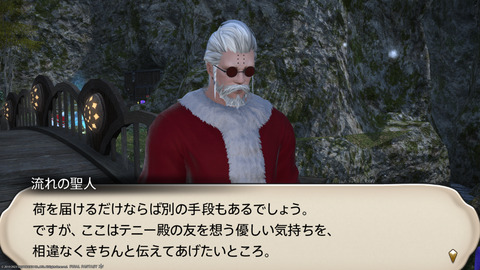 流れの聖人
荷を届けるだけならば別の手段もあるでしょう。
ですが、ここはテニー殿の友を想う優しい気持ちを、
相違なくきちんと伝えてあげたいところ。
FINAL FANTASY XIV